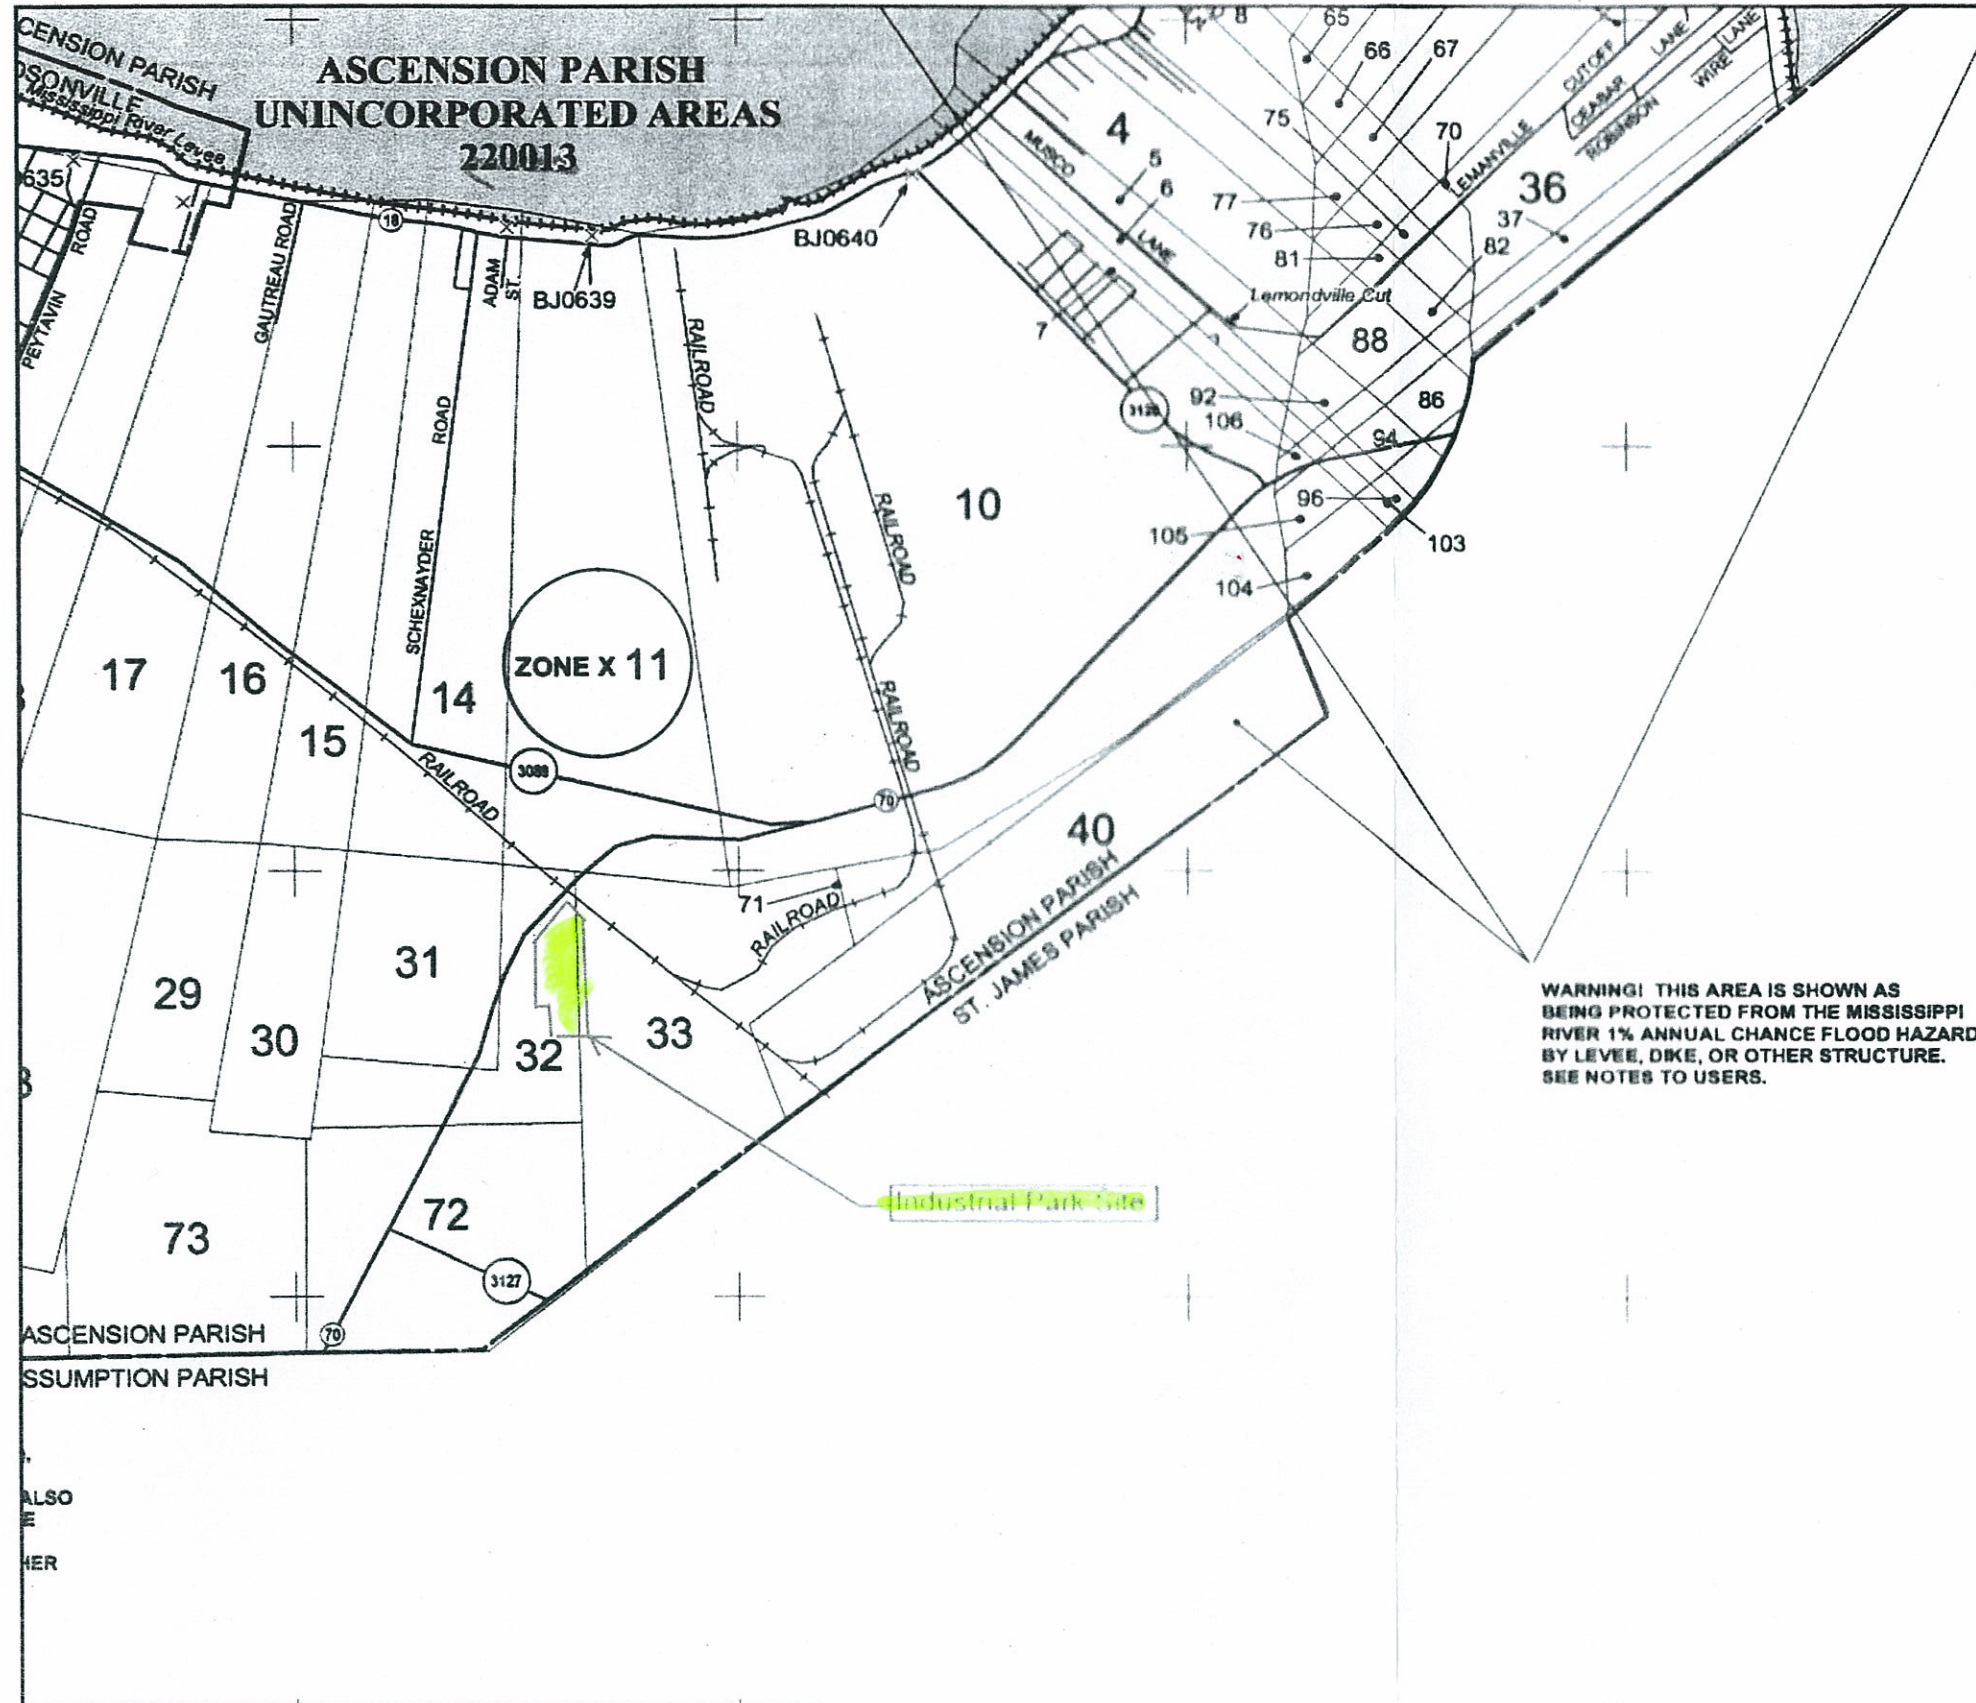 CENSION PARISH
ASCENSION PARISH
UNINCORPORATED AREAS
220013
Mississippi River Levee
8
65
66
67
75
70
CUTOFF
LANE
LANE
WIRE
DEABAR
ROBINSON
LEMANVILLE
4
5
6
MUSCO
LANE
36
37
82
77
76
81
Lemondville Cut
635
ROAD
PEYTAVIN
GAUTREAU ROAD
18
ADAM
ST.
BJ0639
BJ0640
7
88
86
92
106
94
96
103
105
104
RAILROAD
ROAD
SCHEXNAYDER
10
RAILROAD
RAILROAD
17
16
15
14
ZONE X 11
RAILROAD
70
40
71
RAILROAD
ASCENSION PARISH
ST. JAMES PARISH
31
29
30
32
33
WARNING! THIS AREA IS SHOWN AS
BEING PROTECTED FROM THE MISSISSIPPI
RIVER 1% ANNUAL CHANCE FLOOD HAZARD
BY LEVEE, DIKE, OR OTHER STRUCTURE.
SEE NOTES TO USERS.
Industrial Park Site
73
72
3127
70
ASCENSION PARISH
SSUMPTION PARISH
ALSO
E
HER